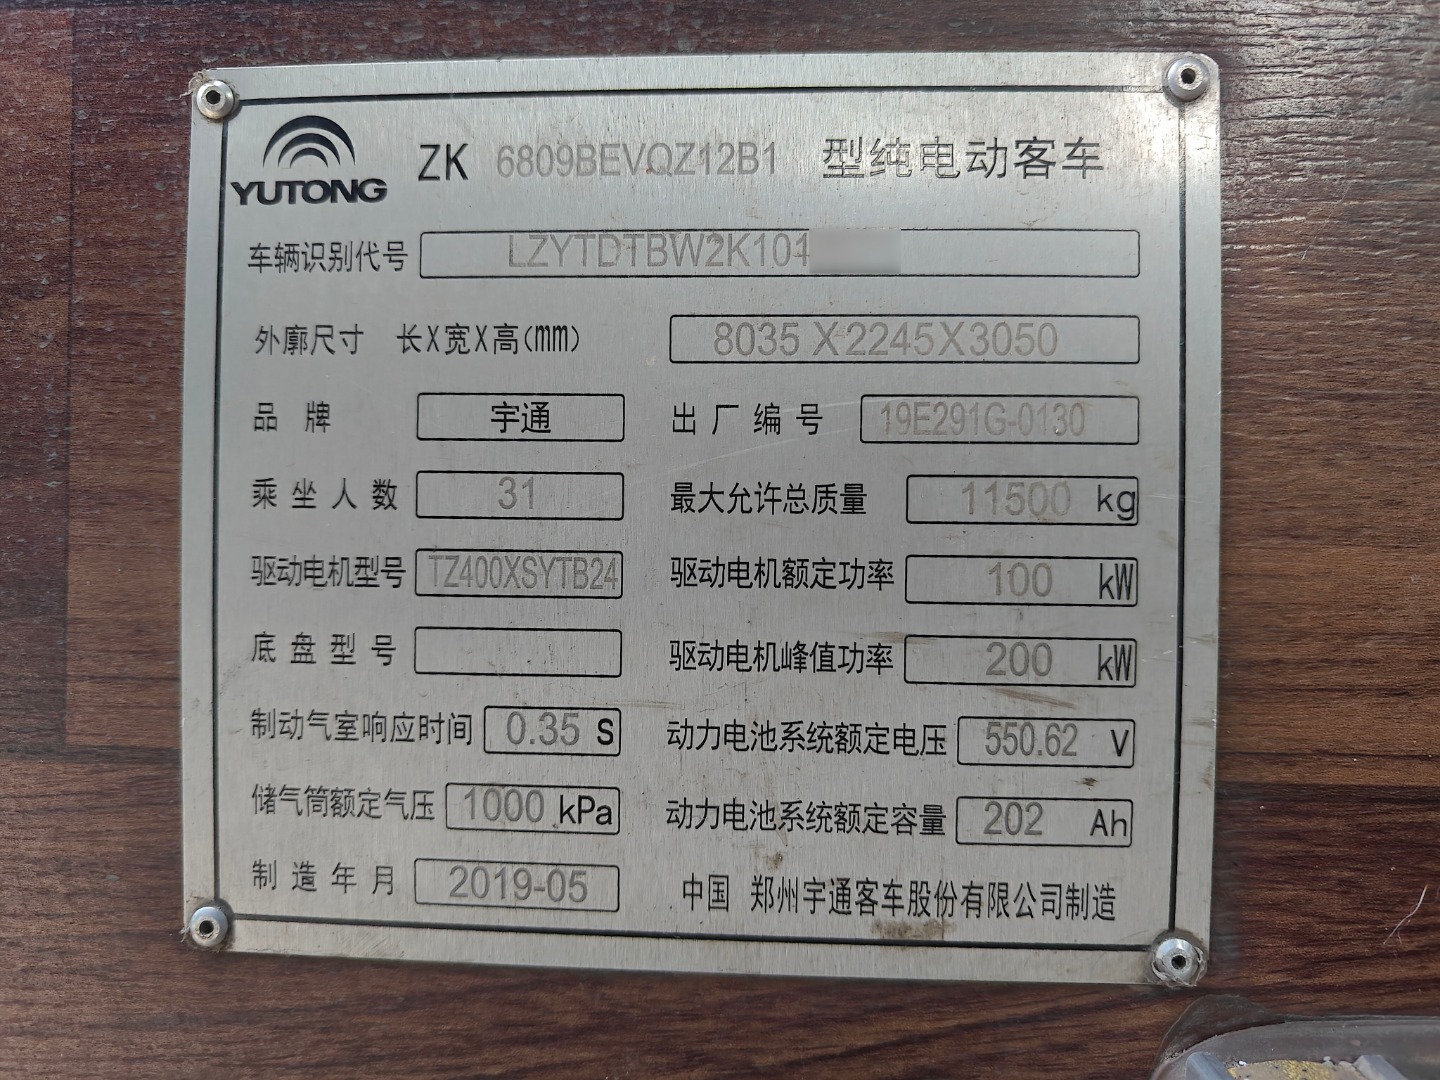 YUTONG ZK 6809BEVQZ12B1 型纯电动客车
车辆识别代号 LZYTDTBW2K101
外廓尺寸 长X宽X高(mm) 8035X2245X3050
品牌 宇通 出厂编号 19E291G-0130
乘坐人数 31 最大允许总质量 11500 kg
驱动电机型号 TZ400XSYTB24 驱动电机额定功率 100 kW
底盘型号 驱动电机峰值功率 200 kW
制动气室响应时间 0.35 S 动力电池系统额定电压 550.62 V
储气筒额定气压 1000 kPa 动力电池系统额定容量 202 Ah
制造年月 2019-05 中国 郑州宇通客车股份有限公司制造